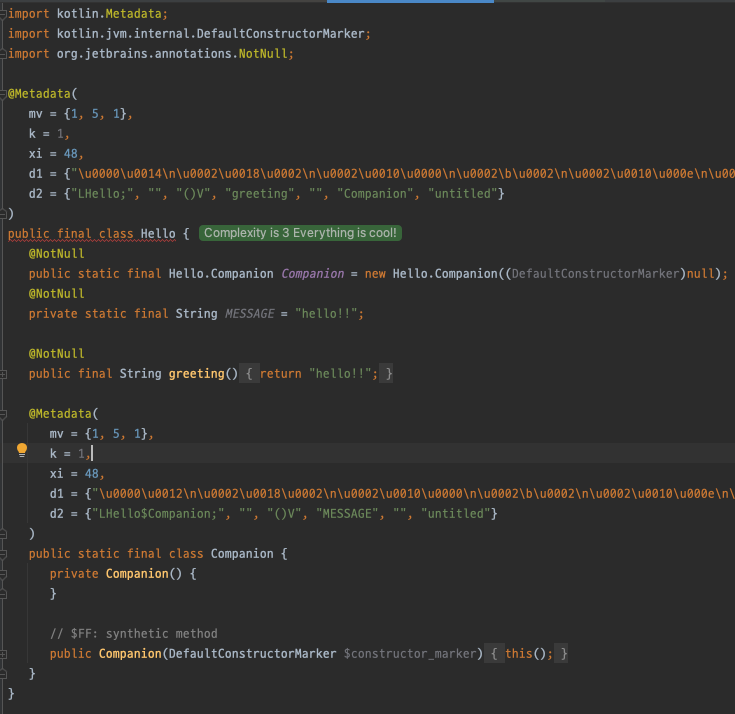 import kotlin.Metadata;
import kotlin.jvm.internal.DefaultConstructorMarker;
import org.jetbrains.annotations.NotNull;
@Metadata(
mv = {1, 5, 1},
k = 1,
xi = 48,
d1 = {"\u0000\u0014\n\u0002\u0018\u0002\n\u0002\u0010\u0000\n\u0002\b\u0002\n\u0002\u0010\u000e\n\u00
d2 = {"LHello;", "", "()V", "greeting", "", "Companion", "untitled"}
)
public final class Hello { Complexity is 3 Everything is cool!
@NotNull
public static final Hello.Companion Companion = new Hello.Companion((DefaultConstructorMarker)null);
@NotNull
private static final String MESSAGE = "hello!!";
@NotNull
public final String greeting() { return "hello!!"; }
@Metadata(
mv = {1, 5, 1},
k = 1,
xi = 48,
d1 = {"\u0000\u0012\n\u0002\u0018\u0002\n\u0002\u0010\u0000\n\u0002\b\u0002\n\u0002\u0010\u000e\n\
d2 = {"LHello$Companion;", "", "()V", "MESSAGE", "", "untitled"}
)
public static final class Companion {
private Companion() {
}
// $FF: synthetic method
public Companion(DefaultConstructorMarker $constructor_marker) { this(); }
}
}